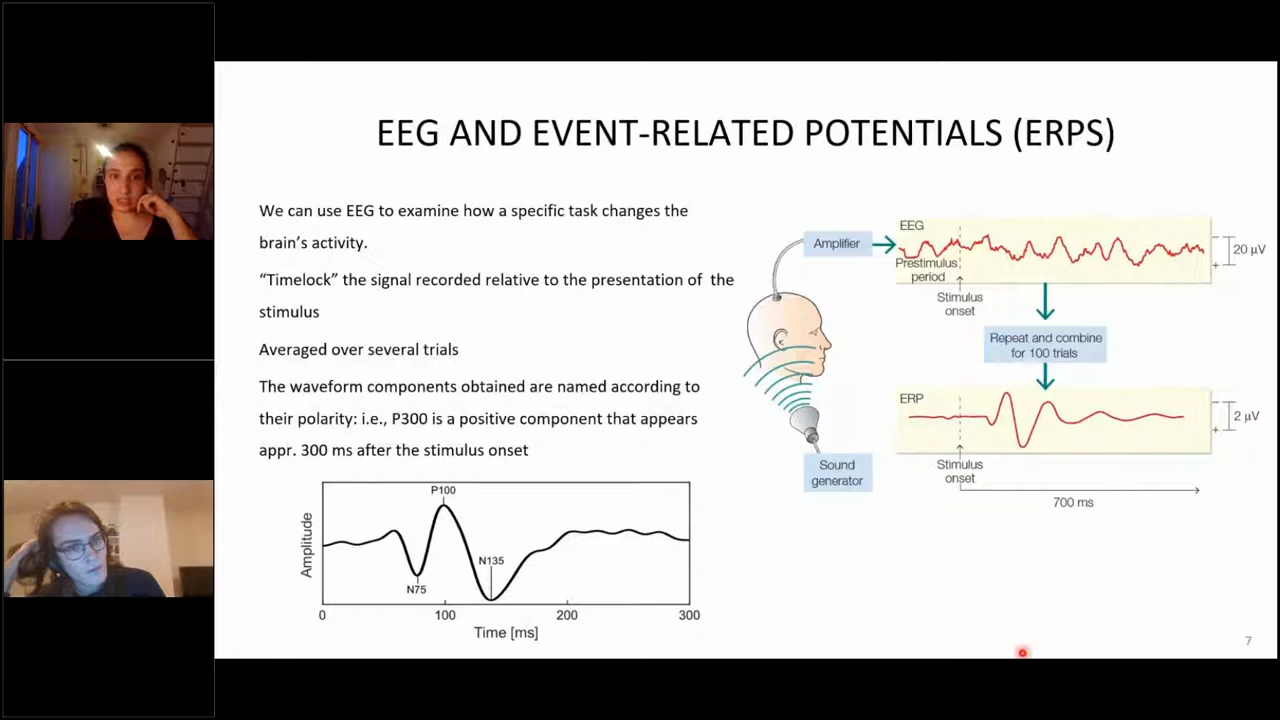 EEG AND EVENT-RELATED POTENTIALS (ERPS)
We can use EEG to examine how a specific task changes the
brain's activity.
“Timelock” the signal recorded relative to the presentation of the
stimulus
Averaged over several trials
The waveform components obtained are named according to
their polarity: i.e., P300 is a positive component that appears
appr. 300 ms after the stimulus onset
P100
N135
N75
Amplitude
0 100 200 300
Time [ms]
Amplifier
EEG
Prestimulus
period
Stimulus
onset
20 µV
+
Repeat and combine
for 100 trials
ERP
2 µV
+
Stimulus
onset
700 ms
Sound
generator
7